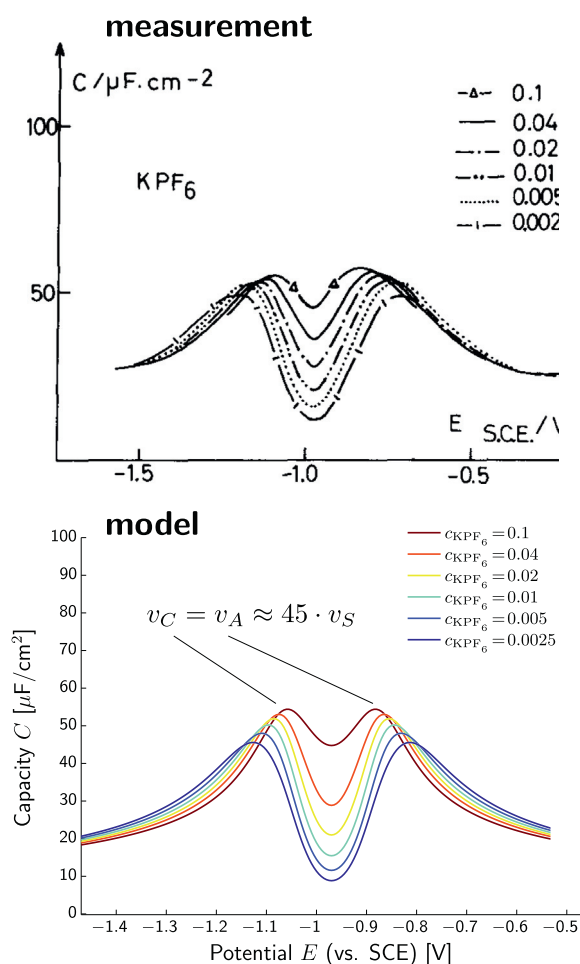 measurement
C/μF.cm-2
100
KPF6
50
0.1
0.04
0.02
0.01
0.005
0.002
E S.C.E./V
-1.5
-1.0
-0.5
model
100
90
80
70
60
50
40
30
20
10
0
Capacity C [μF/cm²]
v_C = v_A ≈ 45 · v_S
c_KPF6 = 0.1
c_KPF6 = 0.04
c_KPF6 = 0.02
c_KPF6 = 0.01
c_KPF6 = 0.005
c_KPF6 = 0.0025
−1.4 −1.3 −1.2 −1.1 −1 −0.9 −0.8 −0.7 −0.6 −0.5
Potential E (vs. SCE) [V]